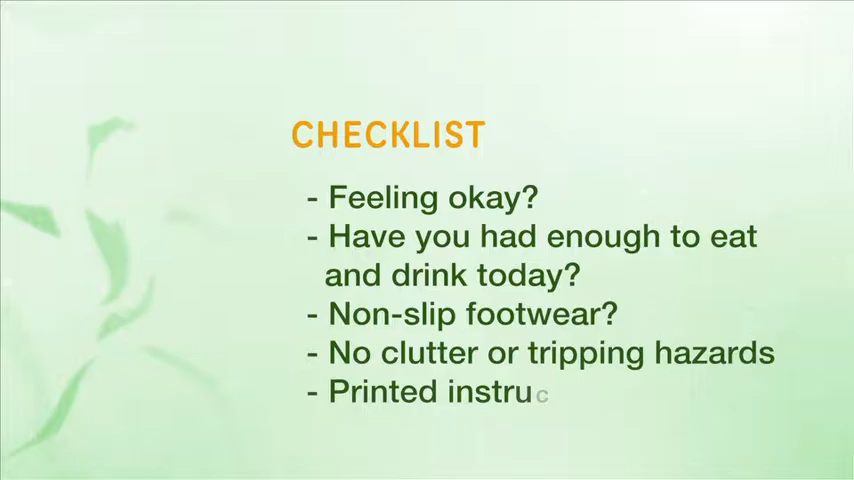 CHECKLIST
- Feeling okay?
- Have you had enough to eat
and drink today?
- Non-slip footwear?
- No clutter or tripping hazards
- Printed instruc